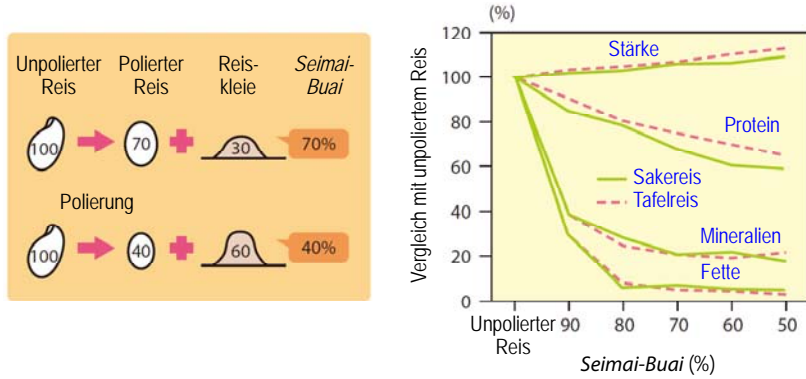 Unpolierter Reis
Polierter Reis
Reis-kleie
Seimai-Buai
100
70
30
70%
Polierung
100
40
60
40%
(%)
120
100
80
60
40
20
0
Vergleich mit unpoliertem Reis
Stärke
Protein
Sakereis
Tafelreis
Mineralien
Fette
Unpolierter Reis
90
80
70
60
50
Seimai-Buai (%)